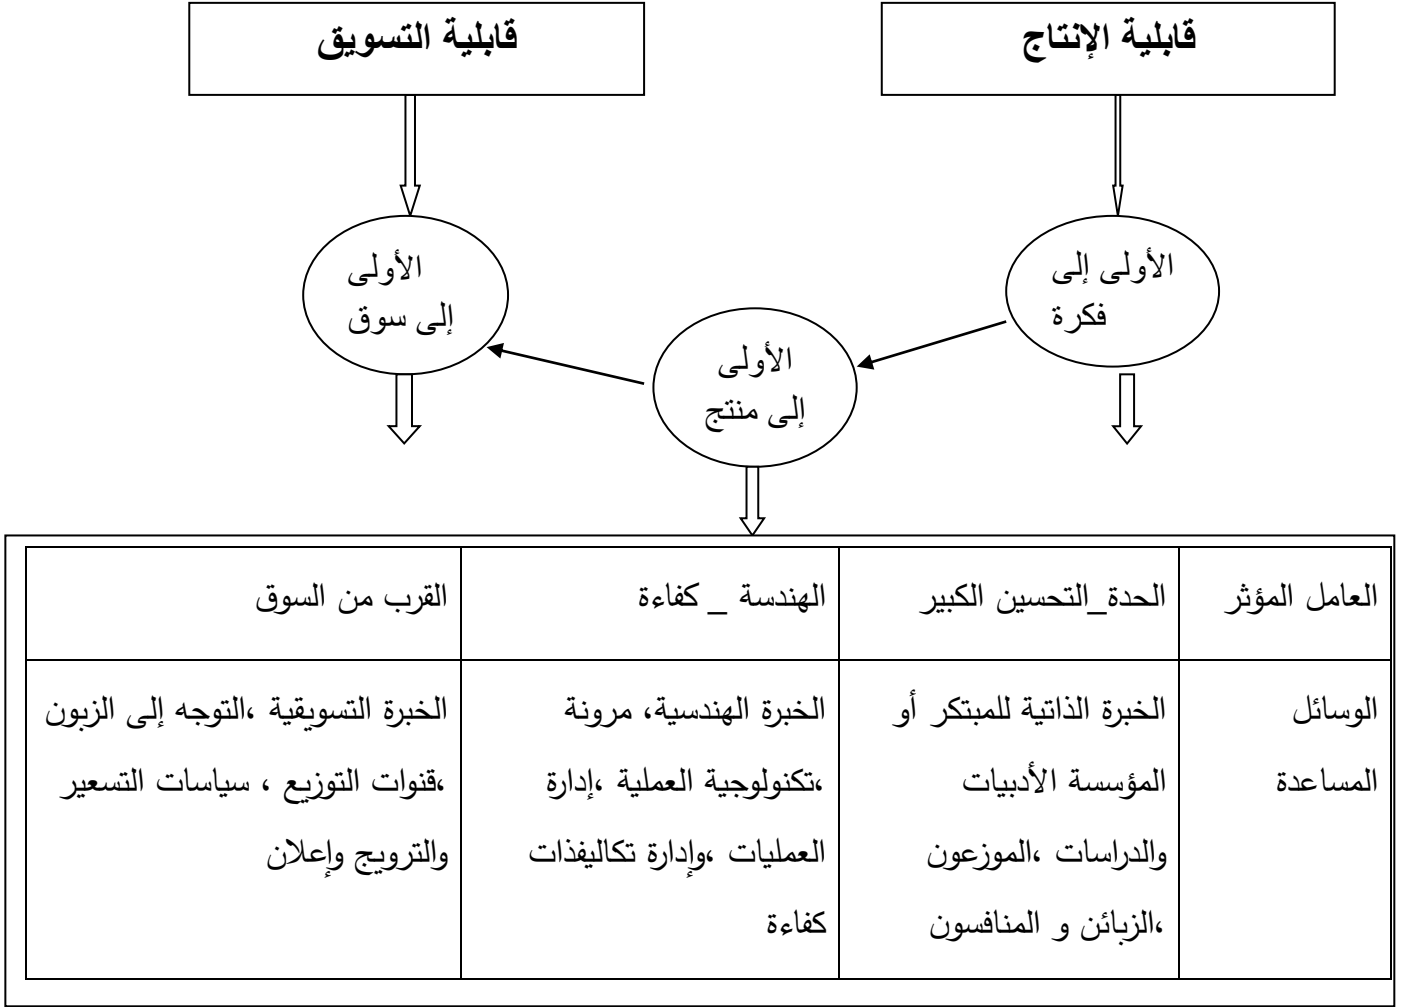 قابلية الإنتاج
قابلية التسويق
الأولى إلى
فكرة
الأولى
إلى منتج
الأولى
إلى سوق
العامل المؤثر
الحدة_التحسين الكبير
الهندسة _ كفاءة
القرب من السوق
الوسائل
المساعدة
الخبرة الذاتية للمبتكر أو
المؤسسة الأدبيات
والدراسات ،الموزعون
،الزبائن و المنافسون
الخبرة الهندسية، مرونة
،تكنولوجية العملية ،إدارة
العمليات ،وإدارة تكاليفذات
كفاءة
الخبرة التسويقية ،التوجه إلى الزبون
،قنوات التوزيع ، سياسات التسعير
والترويج وإعلان